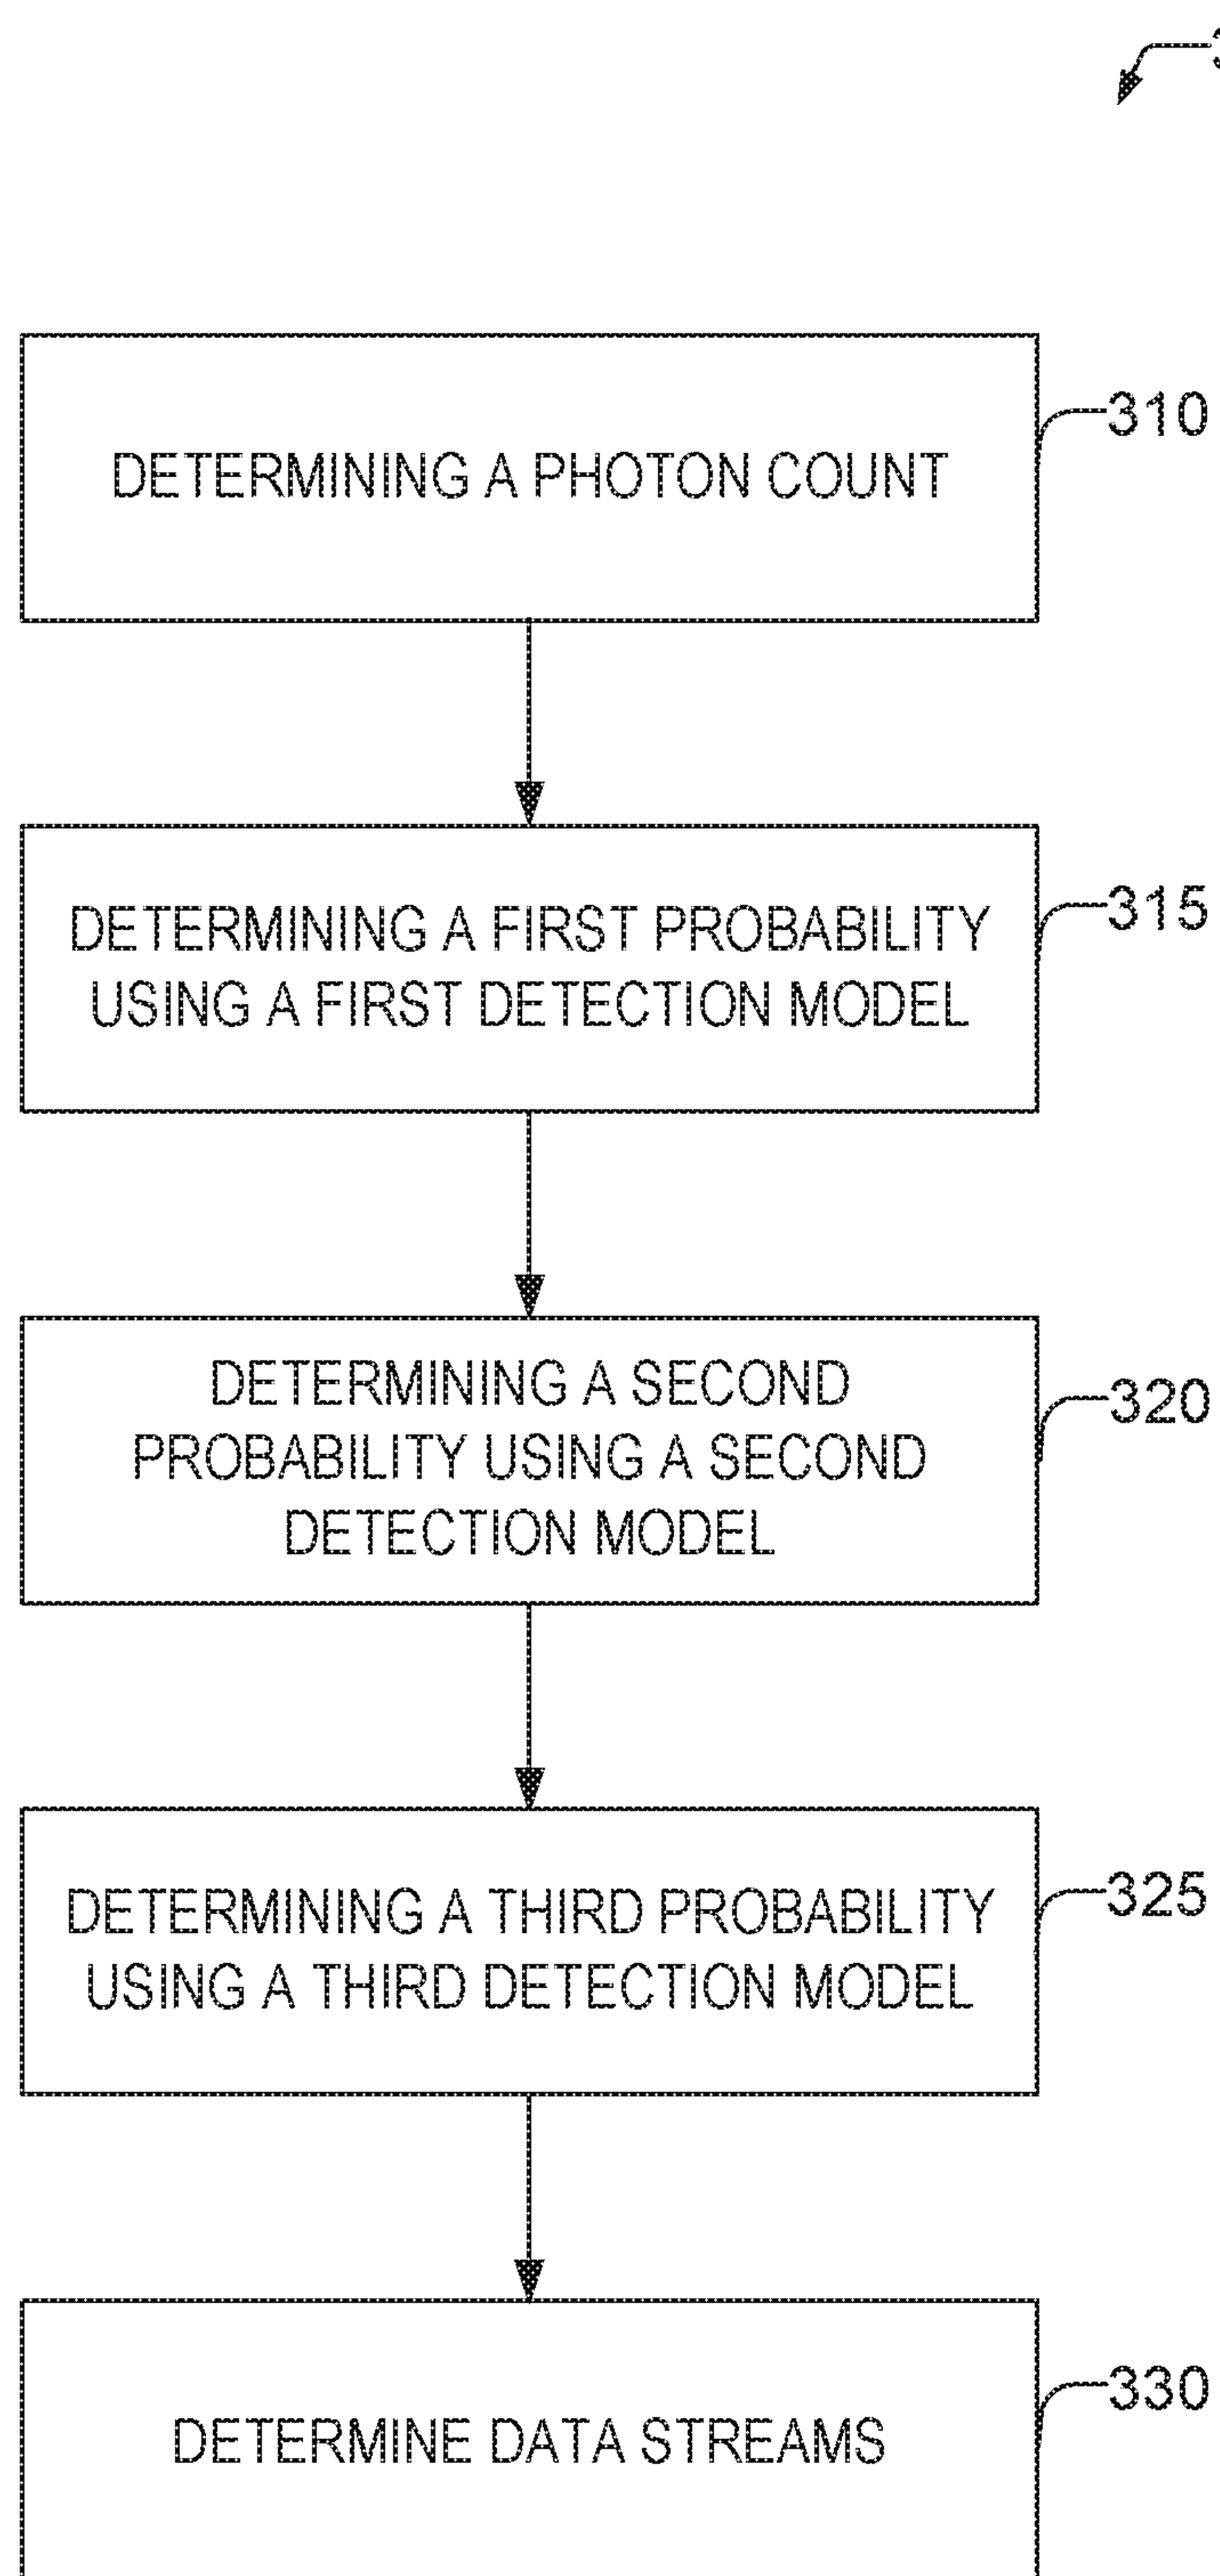 DETERMINING A PHOTON COUNT
310
DETERMINING A FIRST PROBABILITY
USING A FIRST DETECTION MODEL
315
DETERMINING A SECOND
PROBABILITY USING A SECOND
DETECTION MODEL
320
DETERMINING A THIRD PROBABILITY
USING A THIRD DETECTION MODEL
325
DETERMINE DATA STREAMS
330